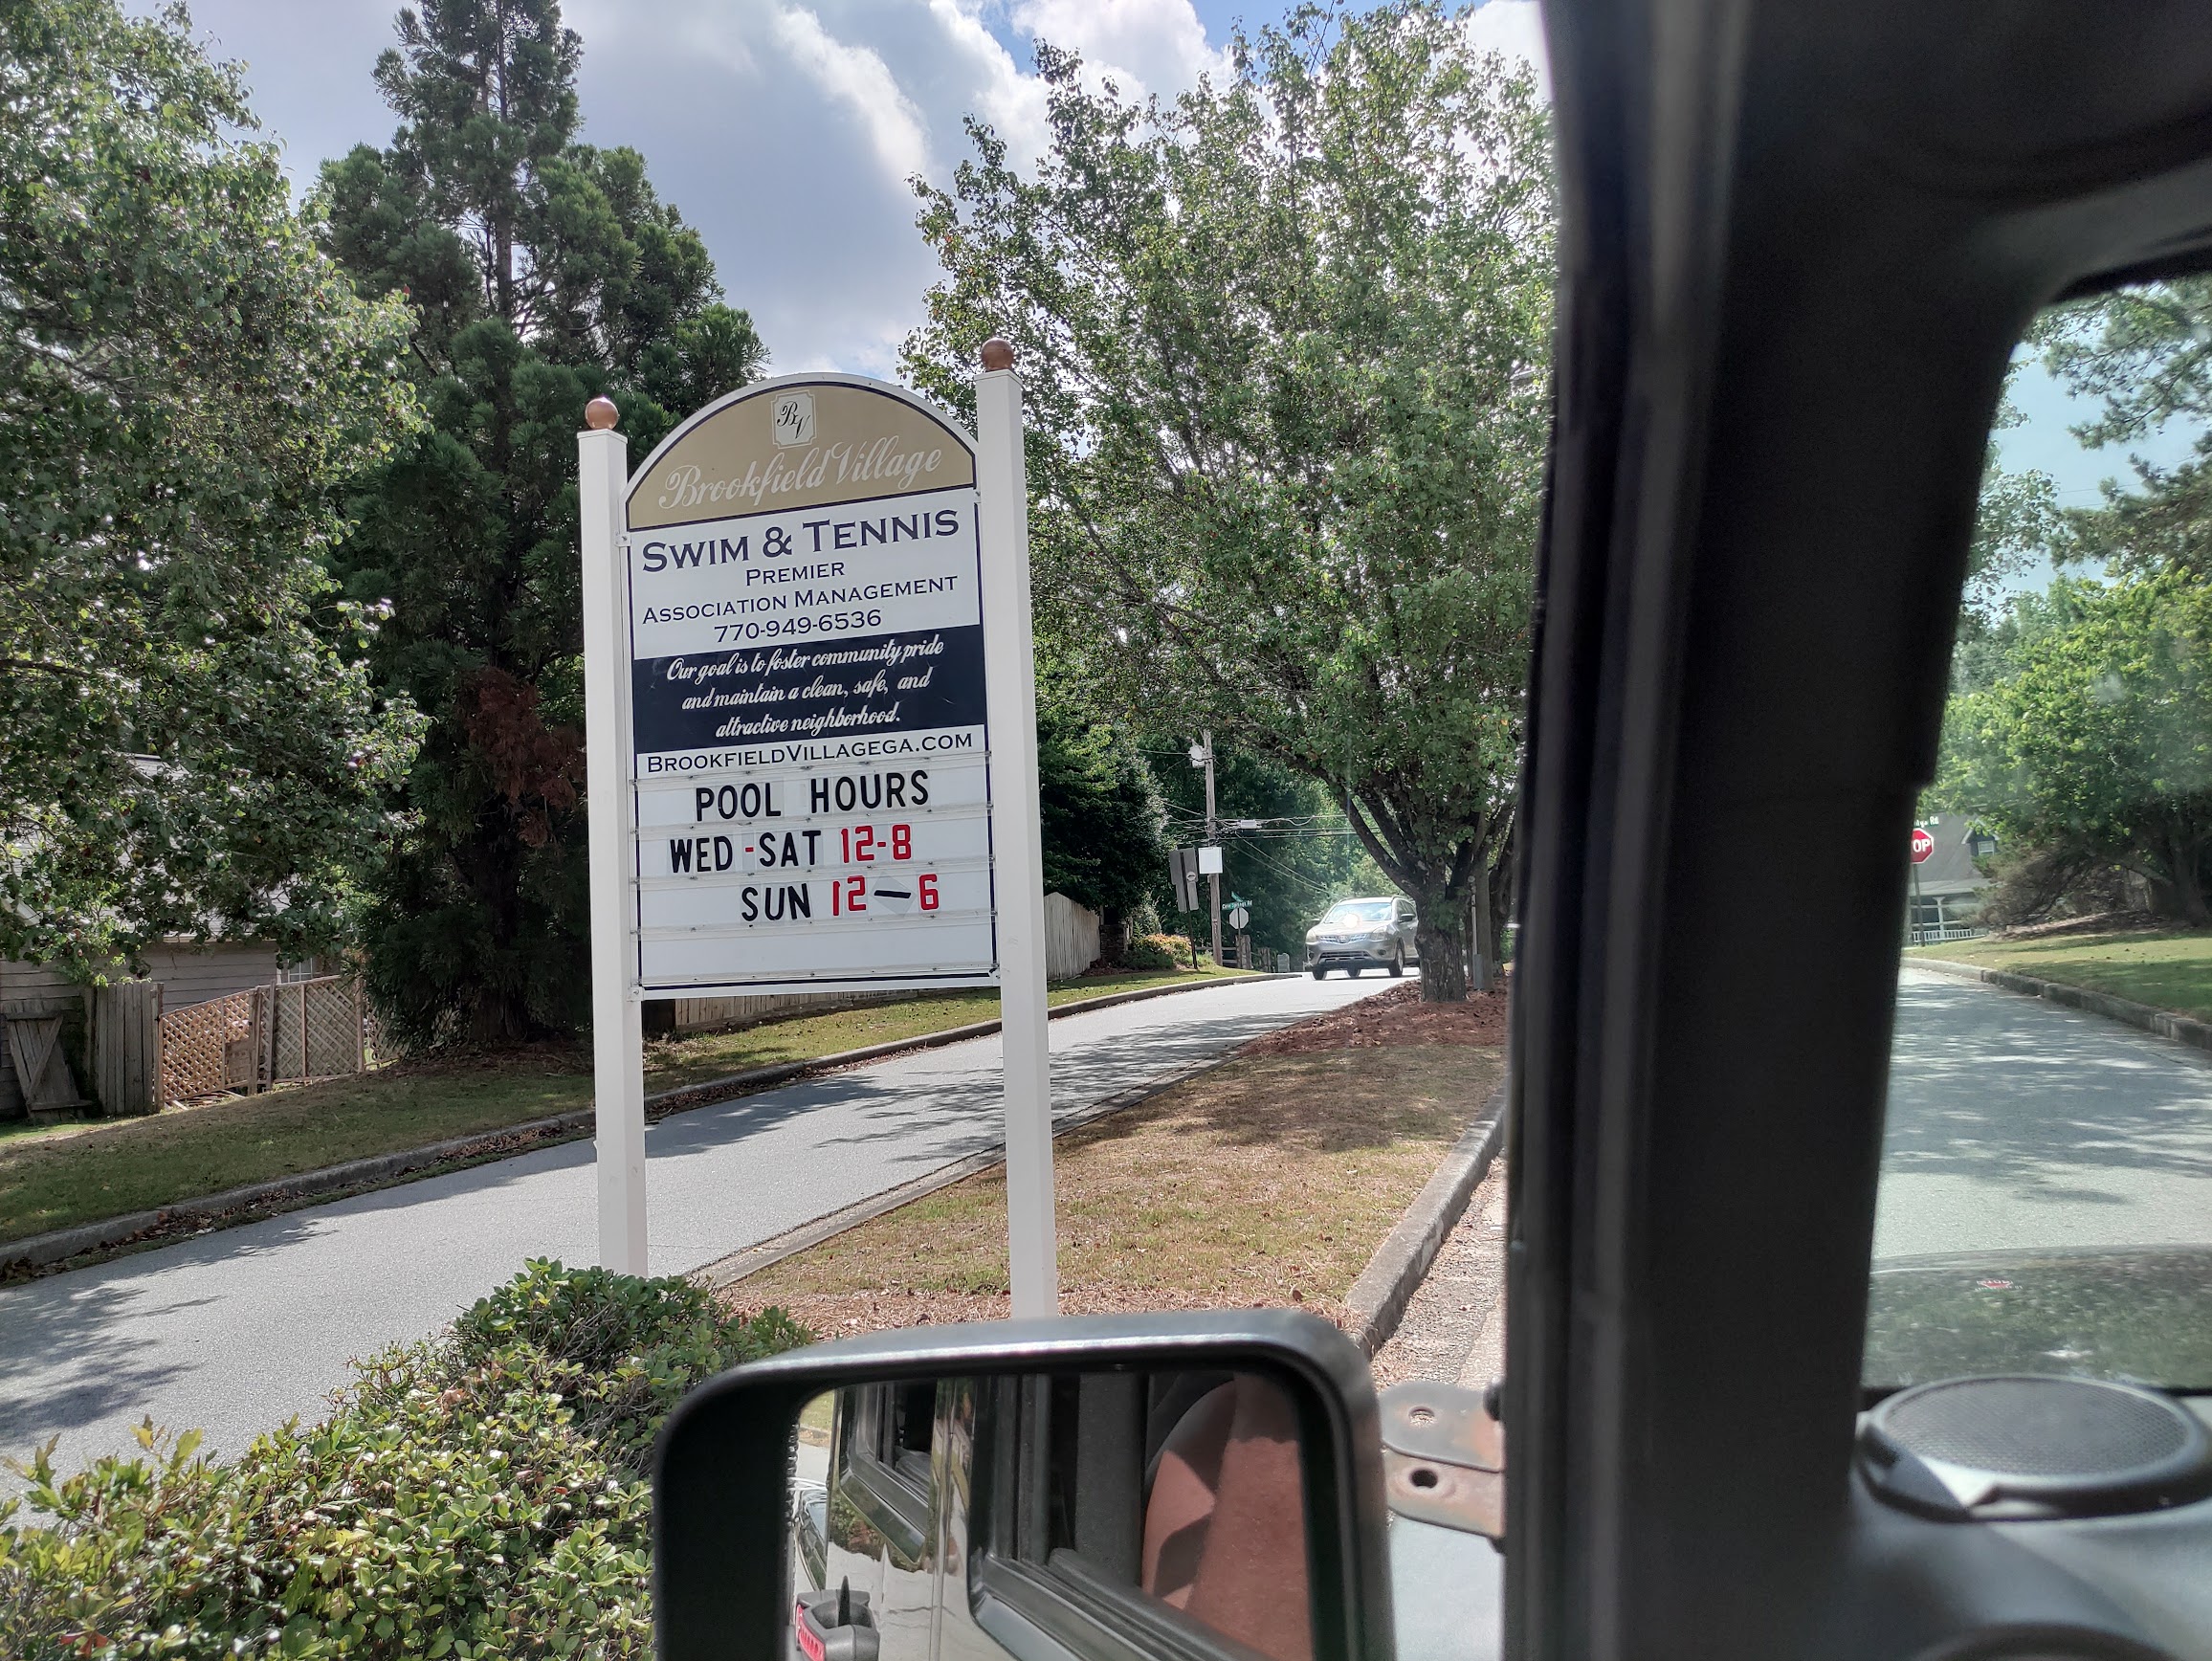 BV
Brookfield Village
SWIM & TENNIS
PREMIER
ASSOCIATION MANAGEMENT
770-949-6536
Our goal is to foster community pride
and maintain a clean, safe, and
attractive neighborhood.
BROOKFIELDVILLAGEGA.COM
POOL HOURS
WED-SAT 12-8
SUN 12-6
OP